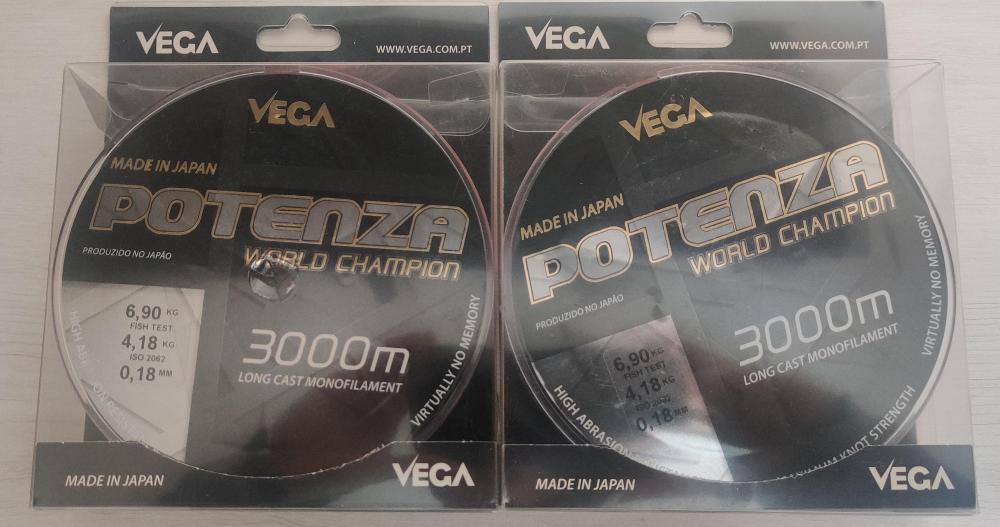 VEGA
WWW.VEGA.COM.PT
VEGA
MADE IN JAPAN
POTENZA
WORLD CHAMPION
PRODUZIDO NO JAPÃO
6,90 KG
FISH TEST
4,18 KG
ISO 2062
0,18 MM
3000m
LONG CAST MONOFILAMENT
HIGH
VIRTUALLY NO MEMORY
MADE IN JAPAN
VEGA
VEGA
WWW.VEGA.COM.PT
VEGA
MADE IN JAPAN
POTENZA
WORLD CHAMPION
PRODUZIDO NO JAPÃO
6,90 KG
FISH TEST
4,18 KG
ISO 2062
0,18 MM
3000m
LONG CAST MONOFILAMENT
HIGH ABRASION
VIRTUALLY NO MEMORY
KNOT STRENGTH
MADE IN JAPAN
VEGA